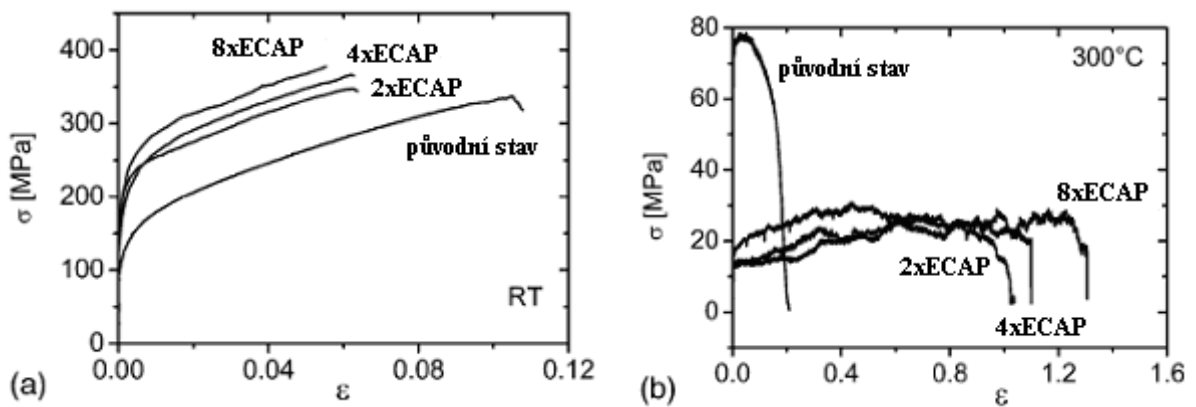 400
300
200
100
0
σ [MPa]
8xECAP
4xECAP
2xECAP
původní stav
RT
0.00
0.04
0.08
0.12
ε
(a)
80
60
40
20
0
σ [MPa]
300°C
původní stav
8xECAP
2xECAP
4xECAP
0.0
0.4
0.8
1.2
1.6
ε
(b)